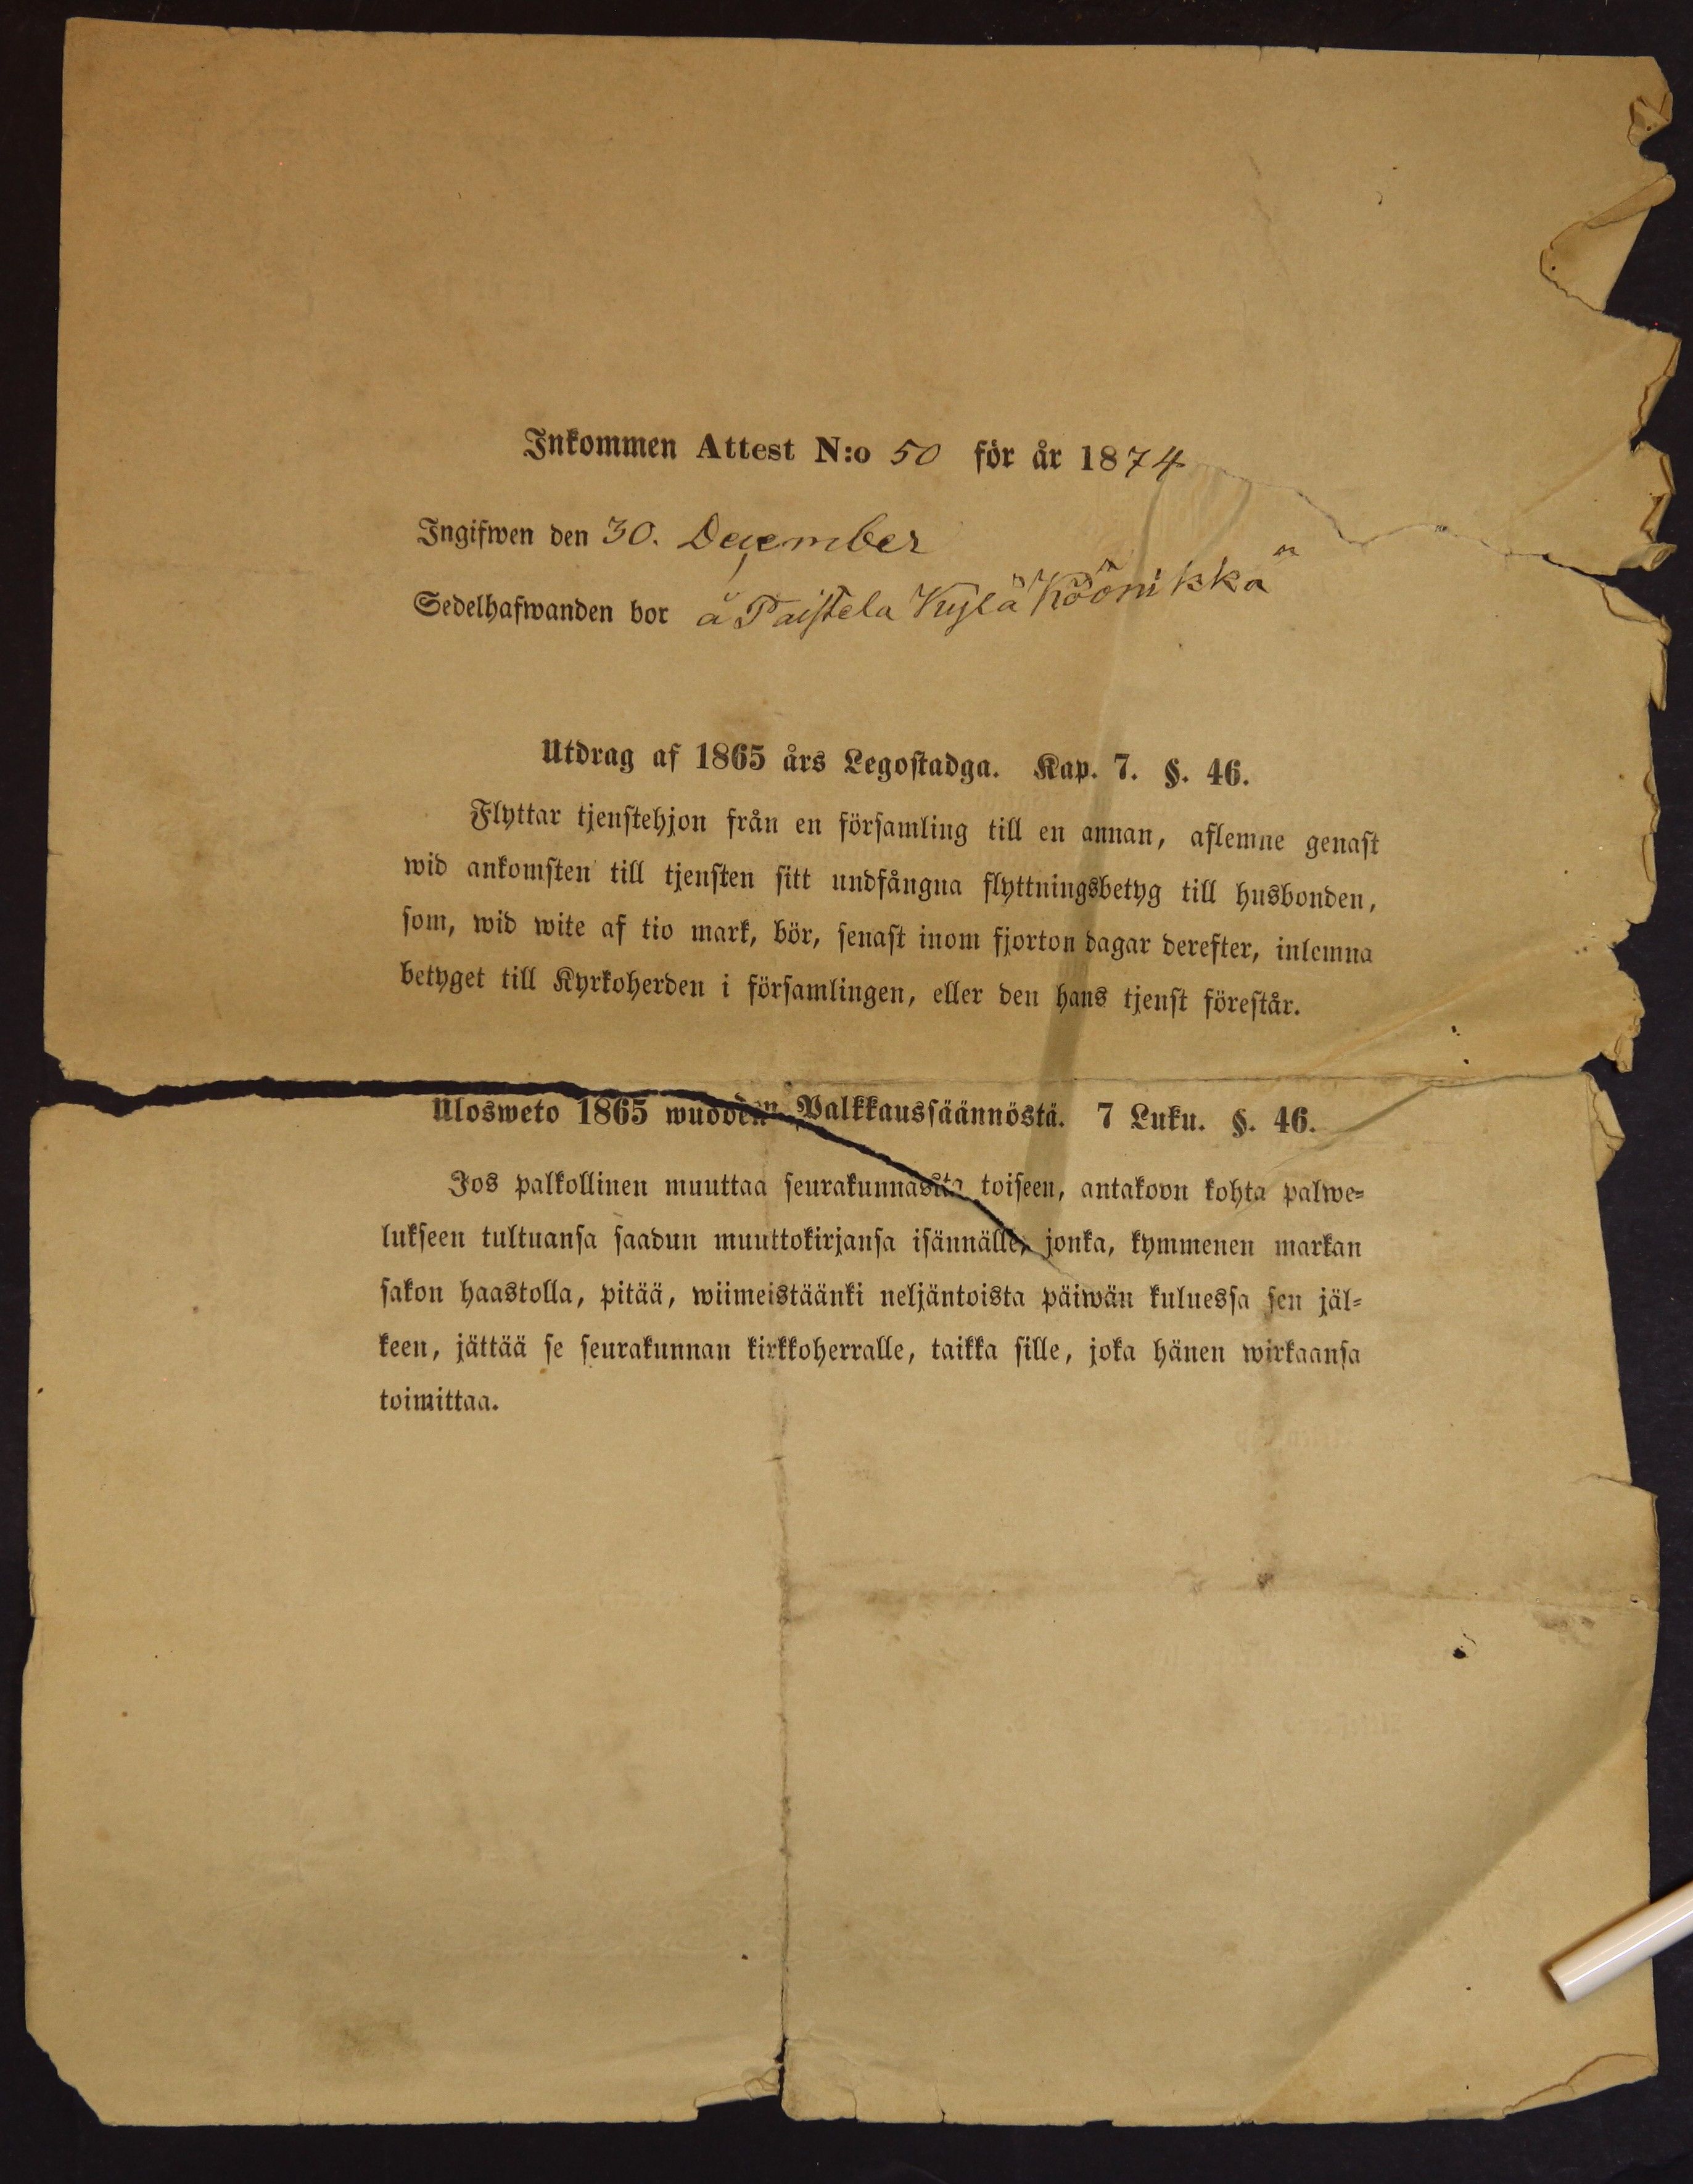 Inkommen Attest N:o 50 för år 1874
Ingifwen den 30. December
Sedelhafwanden bor å Paistela Kylä "Köönikkä"
Utdrag af 1865 års Legostadga. Kap. 7. §. 46.
Flyttar tjenstehjon från en församling till en annan, aflemne genast
wid ankomsten till tjensten sitt undfångna flyttningsbetyg till husbonden,
som, wid wite af tio mark, bör, senast inom fjorton dagar derefter, inlemna
betyget till Kyrkoherden i församlingen, eller den hans tjenst förestår.
Ulosweto 1865 wuoden Palkkaussäännöstä. 7 Luku. §. 46.
Jos palkollinen muuttaa seurakunnasta toiseen, antakoon kohta palwe-
lukseen tultuansa saadun muuttokirjansa isännälle, jonka, kymmenen markan
sakon haastolla, pitää, wiimeistäänki neljäntoista päiwän kuluessa sen jäl-
keen, jättää se seurakunnan kirkkoherralle, taikka sille, joka hänen wirkaansa
toimittaa.